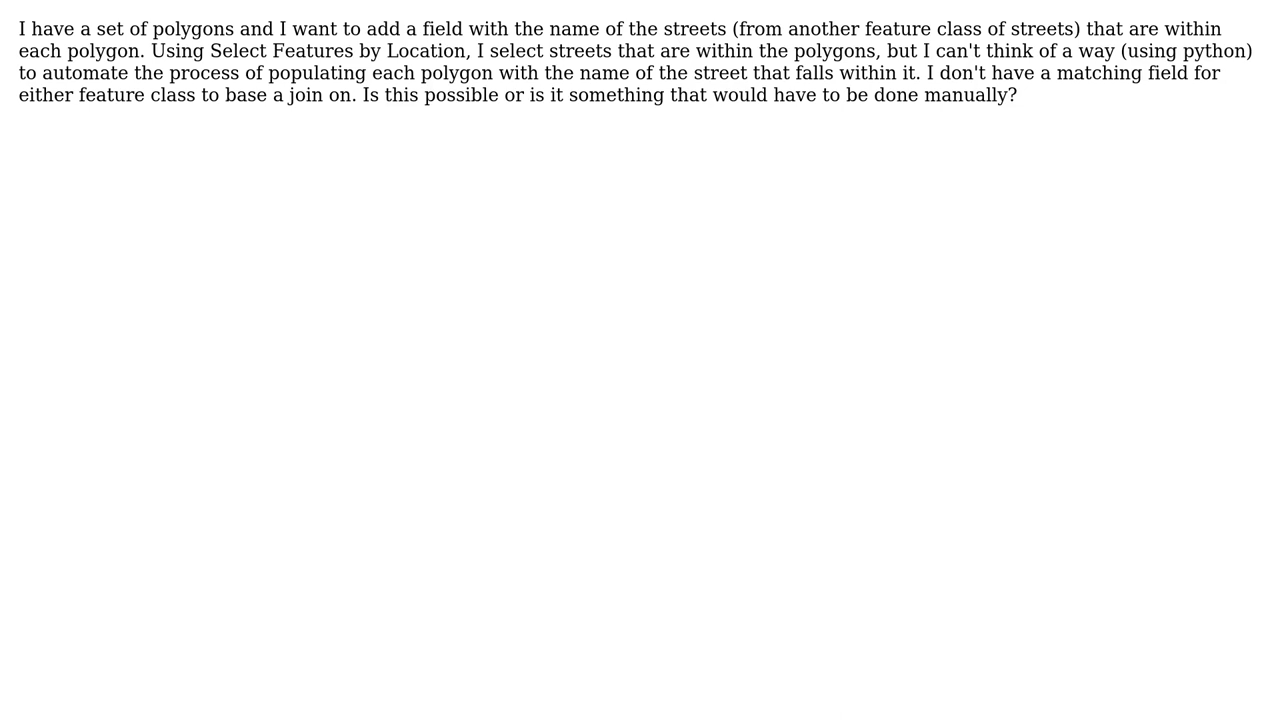 I have a set of polygons and I want to add a field with the name of the streets (from another feature class of streets) that are within
each polygon. Using Select Features by Location, I select streets that are within the polygons, but I can't think of a way (using python)
to automate the process of populating each polygon with the name of the street that falls within it. I don't have a matching field for
either feature class to base a join on. Is this possible or is it something that would have to be done manually?